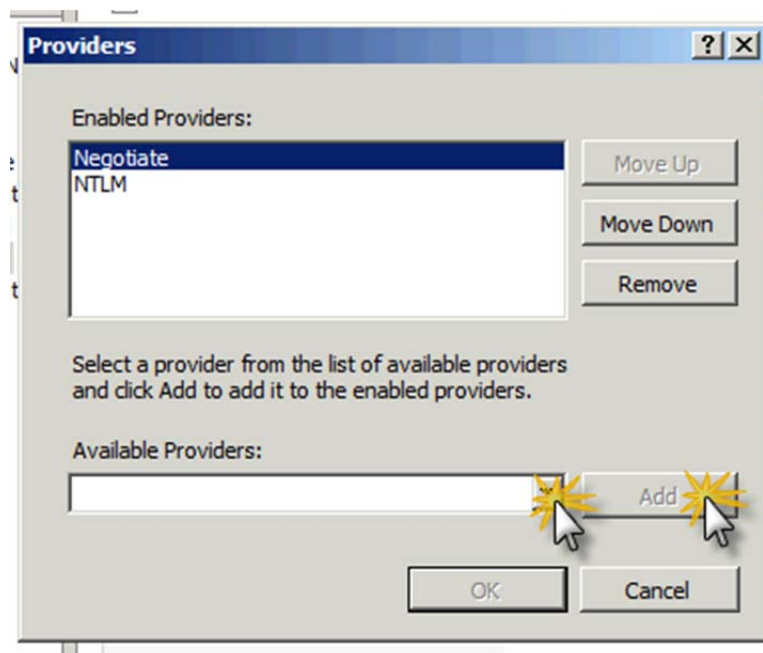 Providers
Enabled Providers:
Negotiate
NTLM
Move Up
Move Down
Remove
Select a provider from the list of available providers
and click Add to add it to the enabled providers.
Available Providers:
Add
OK
Cancel